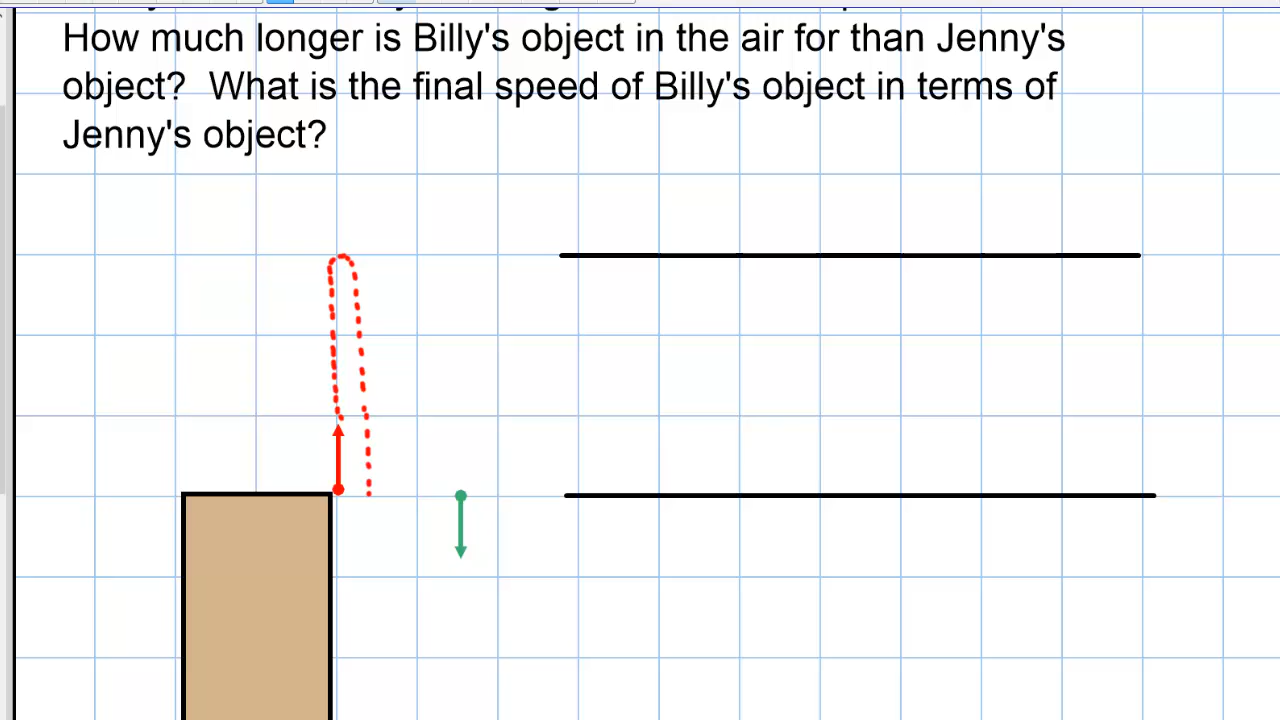 How much longer is Billy's object in the air for than Jenny's
object?  What is the final speed of Billy's object in terms of
Jenny's object?